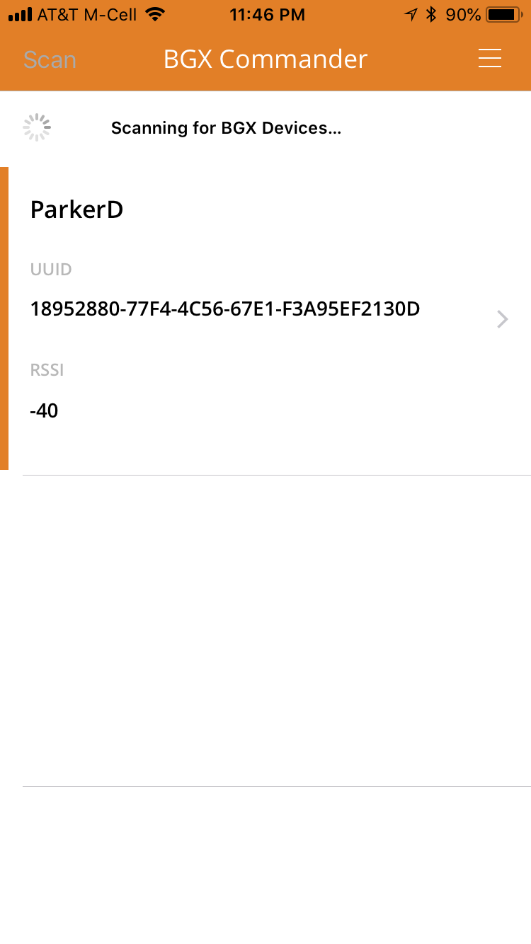 AT&T M-Cell 11:46 PM 90%
Scan BGX Commander
Scanning for BGX Devices...
ParkerD
UUID
18952880-77F4-4C56-67E1-F3A95EF2130D
RSSI
-40